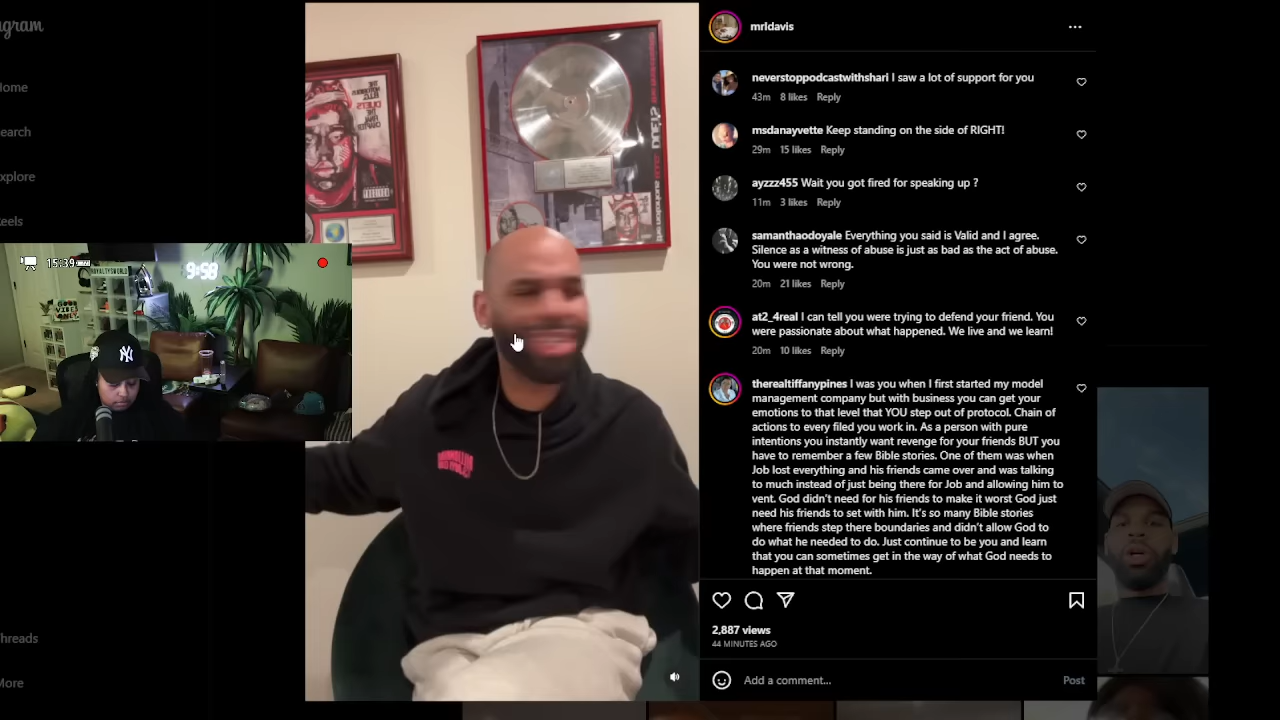 gram
ome
earch
xplore
eels
hreads
More
15:39
9:58
ROYALTY'S WORLD
GOOD
VIBES
ONLY
NY
mrldavis
neverstoppodcastwithshari I saw a lot of support for you
43m 8 likes Reply
msdanayvette Keep standing on the side of RIGHT!
29m 15 likes Reply
ayzzz455 Wait you got fired for speaking up ?
11m 3 likes Reply
samanthaodoyale Everything you said is Valid and I agree.
Silence as a witness of abuse is just as bad as the act of abuse.
You were not wrong.
20m 21 likes Reply
at2_4real I can tell you were trying to defend your friend. You
were passionate about what happened. We live and we learn!
20m 10 likes Reply
therealtiffanypines I was you when I first started my model
management company but with business you can get your
emotions to that level that YOU step out of protocol. Chain of
actions to every filed you work in. As a person with pure
intentions you instantly want revenge for your friends BUT you
have to remember a few Bible stories. One of them was when
Job lost everything and his friends came over and was talking
to much instead of just being there for Job and allowing him to
vent. God didn't need for his friends to make it worst God just
need his friends to set with him. It's so many Bible stories
where friends step there boundaries and didn't allow God to
do what he needed to do. Just continue to be you and learn
that you can sometimes get in the way of what God needs to
happen at that moment.
2,887 views
44 MINUTES AGO
Add a comment...
Post